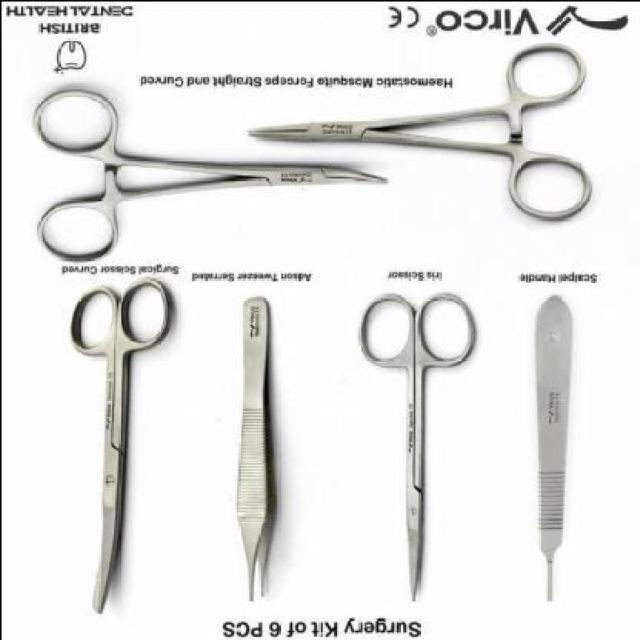 Surgery Kit of 6 PCS
Scalpel Handle
Iris Scissor
Adson Tweezer Serrated
Surgical Scissor Curved
Haemostatic Mosquito Forceps Straight and Curved
Virco® CE
BRITISH
DENTAL HEALTH